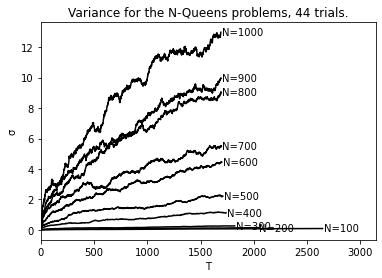 Variance for the N-Queens problems, 44 trials.
σ
12
10
8
6
4
2
0
N=1000
N=900
N=800
N=700
N=600
N=500
N=400
N=300
N=200
N=100
0 500 1000 1500 2000 2500 3000
T